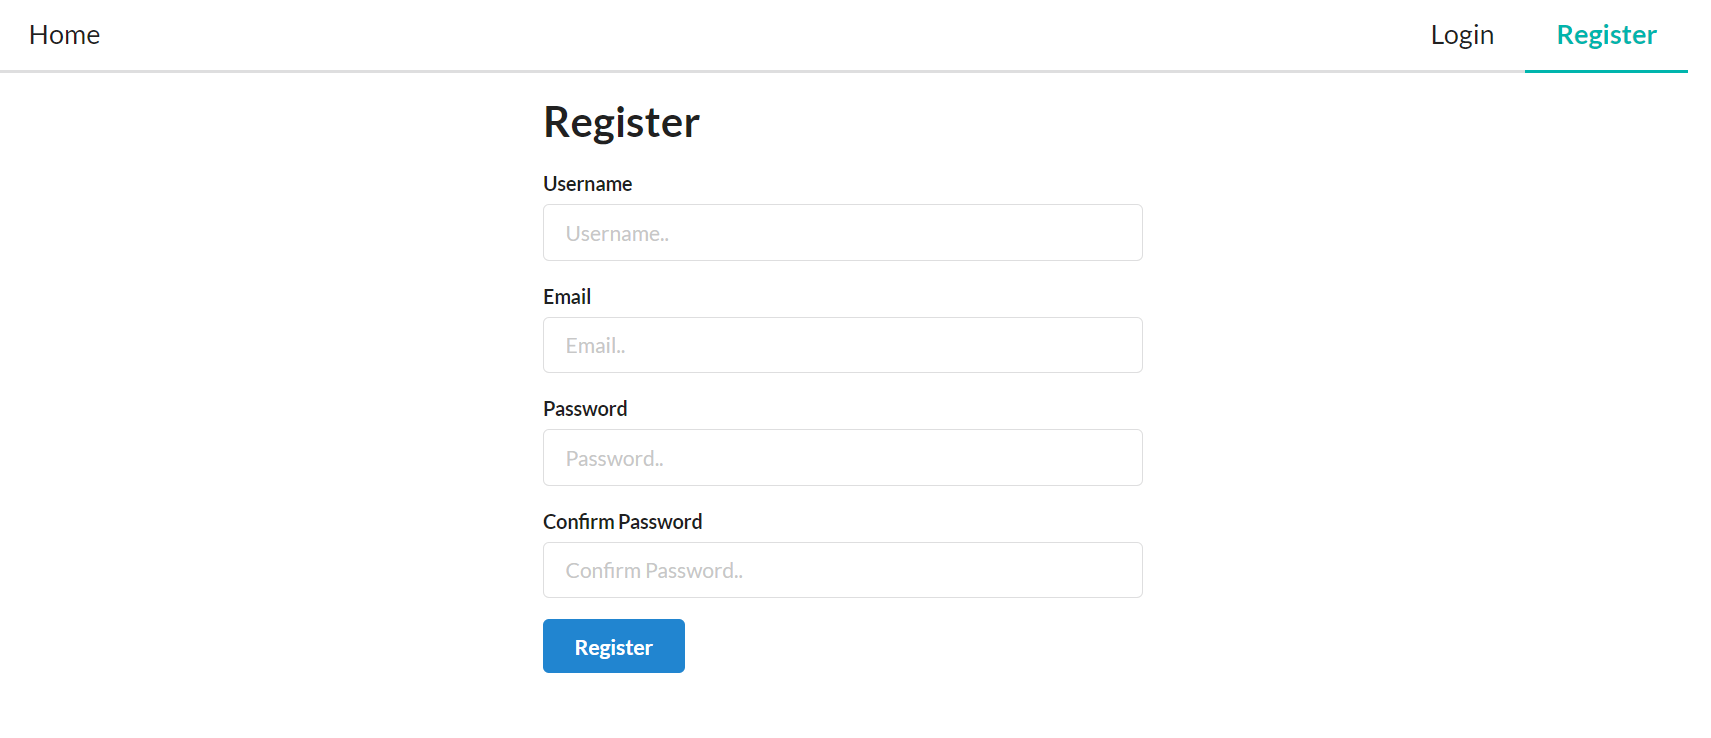 Home Login Register
Register
Username
Username..
Email
Email..
Password
Password..
Confirm Password
Confirm Password..
Register